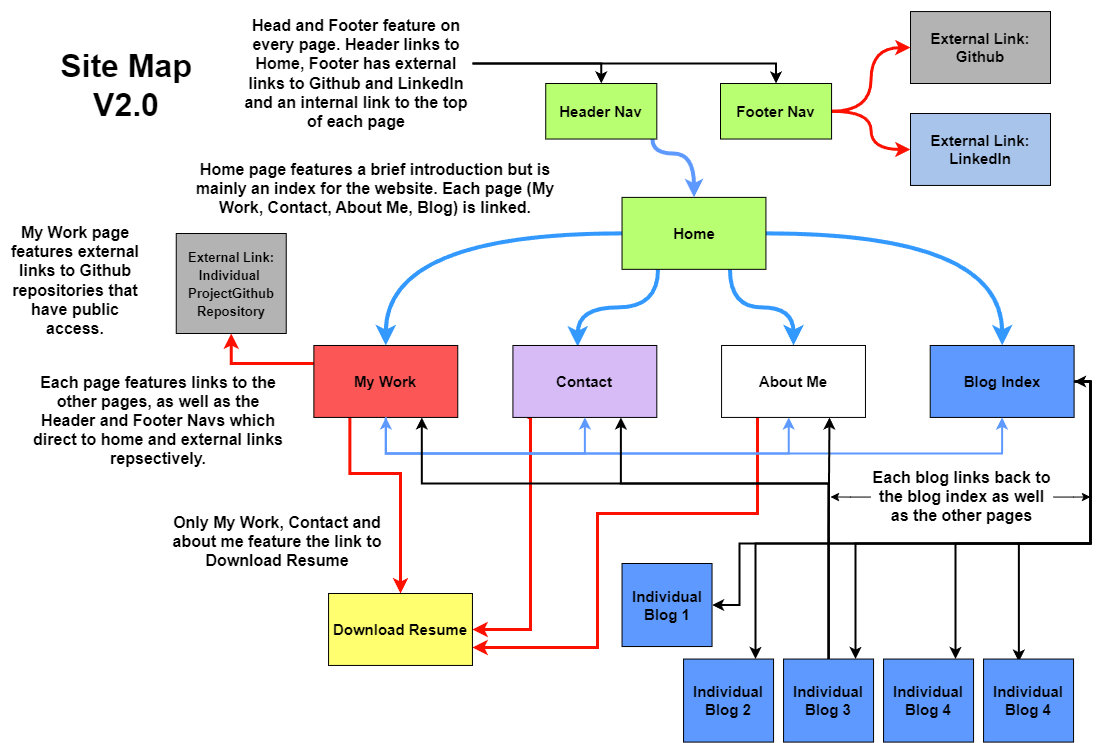 Site Map
V2.0
Head and Footer feature on
every page. Header links to
Home, Footer has external
links to Github and LinkedIn
and an internal link to the top
of each page
Header Nav
Footer Nav
External Link:
Github
External Link:
LinkedIn
Home page features a brief introduction but is
mainly an index for the website. Each page (My
Work, Contact, About Me, Blog) is linked.
Home
My Work page
features external
links to Github
repositories that
have public
access.
External Link:
Individual
ProjectGithub
Repository
My Work
Contact
About Me
Blog Index
Each page features links to the
other pages, as well as the
Header and Footer Navs which
direct to home and external links
repsectively.
Each blog links back to
the blog index as well
as the other pages
Only My Work, Contact and
about me feature the link to
Download Resume
Download Resume
Individual
Blog 1
Individual
Blog 2
Individual
Blog 3
Individual
Blog 4
Individual
Blog 4